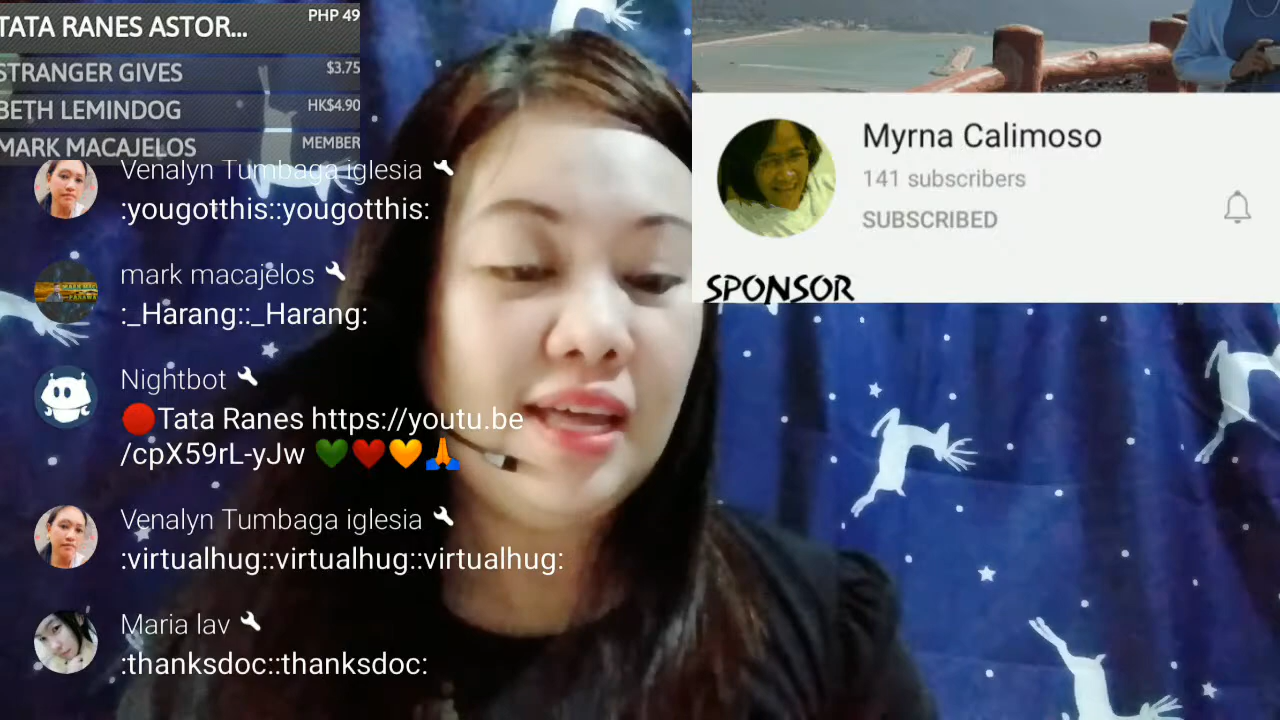 TATA RANES ASTOR... PHP 49
STRANGER GIVES $3.75
BETH LEMINDOG HK$4.90
MARK MACAJELOS MEMBER
Venalyn Tumbaga iglesia
:yougotthis::yougotthis:
mark macajelos
:_Harang::_Harang:
Nightbot
🔴Tata Ranes https://youtu.be
/cpX59rL-yJw 💚❤️🧡🙏
Venalyn Tumbaga iglesia
:virtualhug::virtualhug::virtualhug:
Maria lav
:thanksdoc::thanksdoc:
Myrna Calimoso
141 subscribers
SUBSCRIBED
SPONSOR